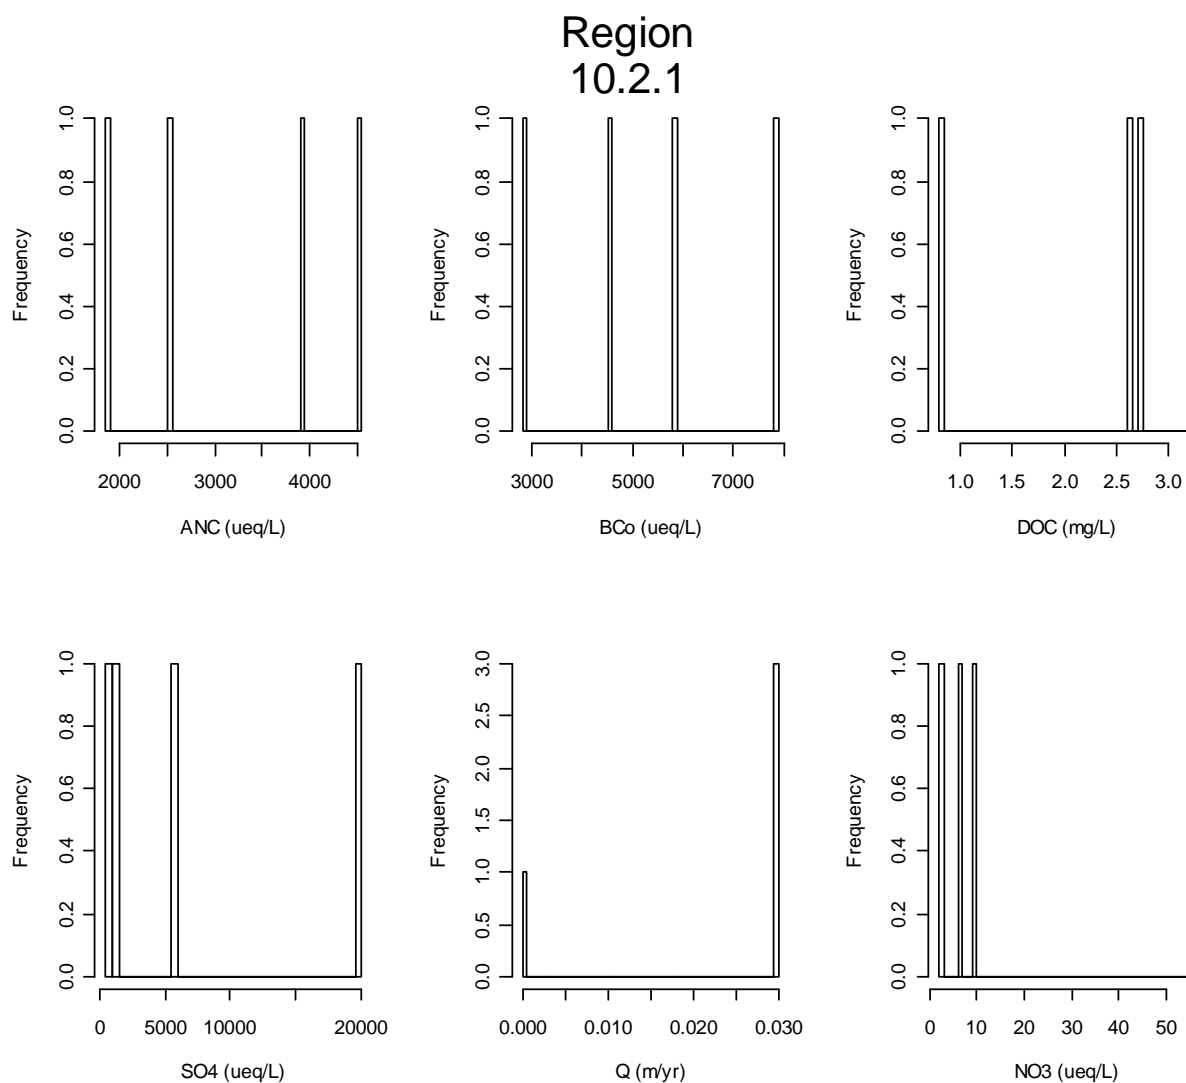 Region
10.2.1
Frequency
0.0 0.2 0.4 0.6 0.8 1.0
2000 3000 4000
ANC (ueq/L)
Frequency
0.0 0.2 0.4 0.6 0.8 1.0
3000 5000 7000
BCo (ueq/L)
Frequency
0.0 0.2 0.4 0.6 0.8 1.0
1.0 1.5 2.0 2.5 3.0
DOC (mg/L)
Frequency
0.0 0.2 0.4 0.6 0.8 1.0
0 5000 10000 20000
SO4 (ueq/L)
Frequency
0.0 0.5 1.0 1.5 2.0 2.5 3.0
0.000 0.010 0.020 0.030
Q (m/yr)
Frequency
0.0 0.2 0.4 0.6 0.8 1.0
0 10 20 30 40 50
NO3 (ueq/L)